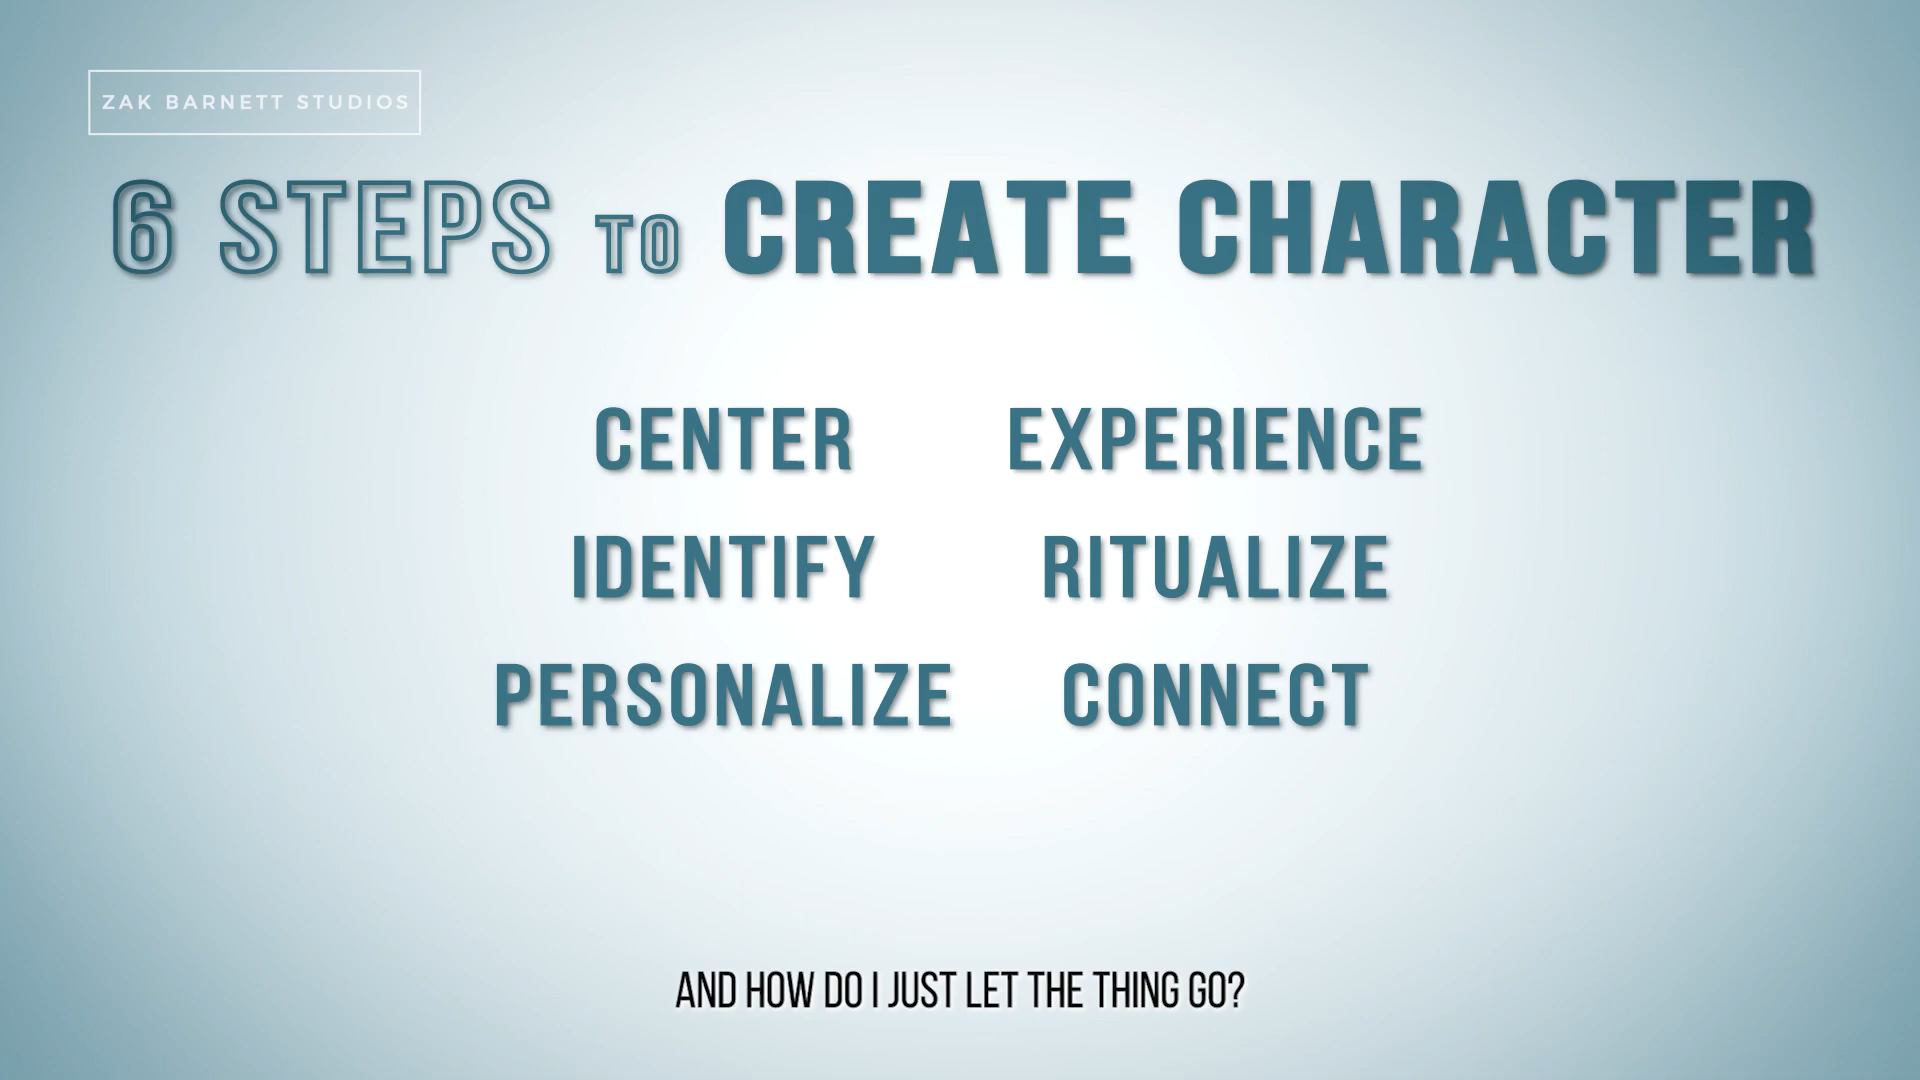 ZAK BARNETT STUDIOS
6 STEPS TO CREATE CHARACTER
CENTER
IDENTIFY
PERSONALIZE
EXPERIENCE
RITUALIZE
CONNECT
AND HOW DO I JUST LET THE THING GO?